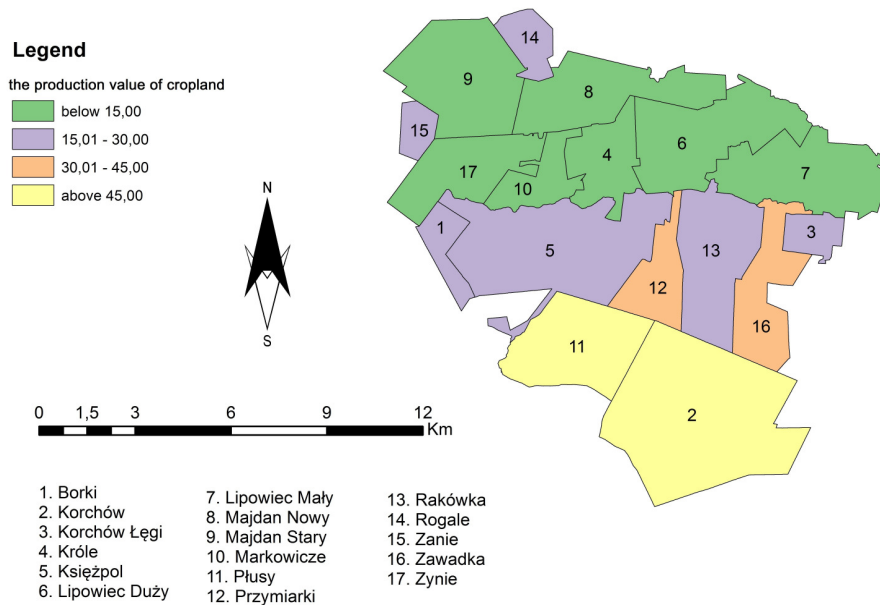 Legend
the production value of cropland
below 15,00
15,01 - 30,00
30,01 - 45,00
above 45,00
N
S
0 1,5 3 6 9 12
Km
14
9
8
15
4
6
17
10
7
1
5
13
3
12
16
11
2
1. Borki
2. Korchów
3. Korchów Łęgi
4. Króle
5. Księżpol
6. Lipowiec Duży
7. Lipowiec Mały
8. Majdan Nowy
9. Majdan Stary
10. Markowicze
11. Płusy
12. Przymiarki
13. Rakówka
14. Rogale
15. Zanie
16. Zawadka
17. Zynie